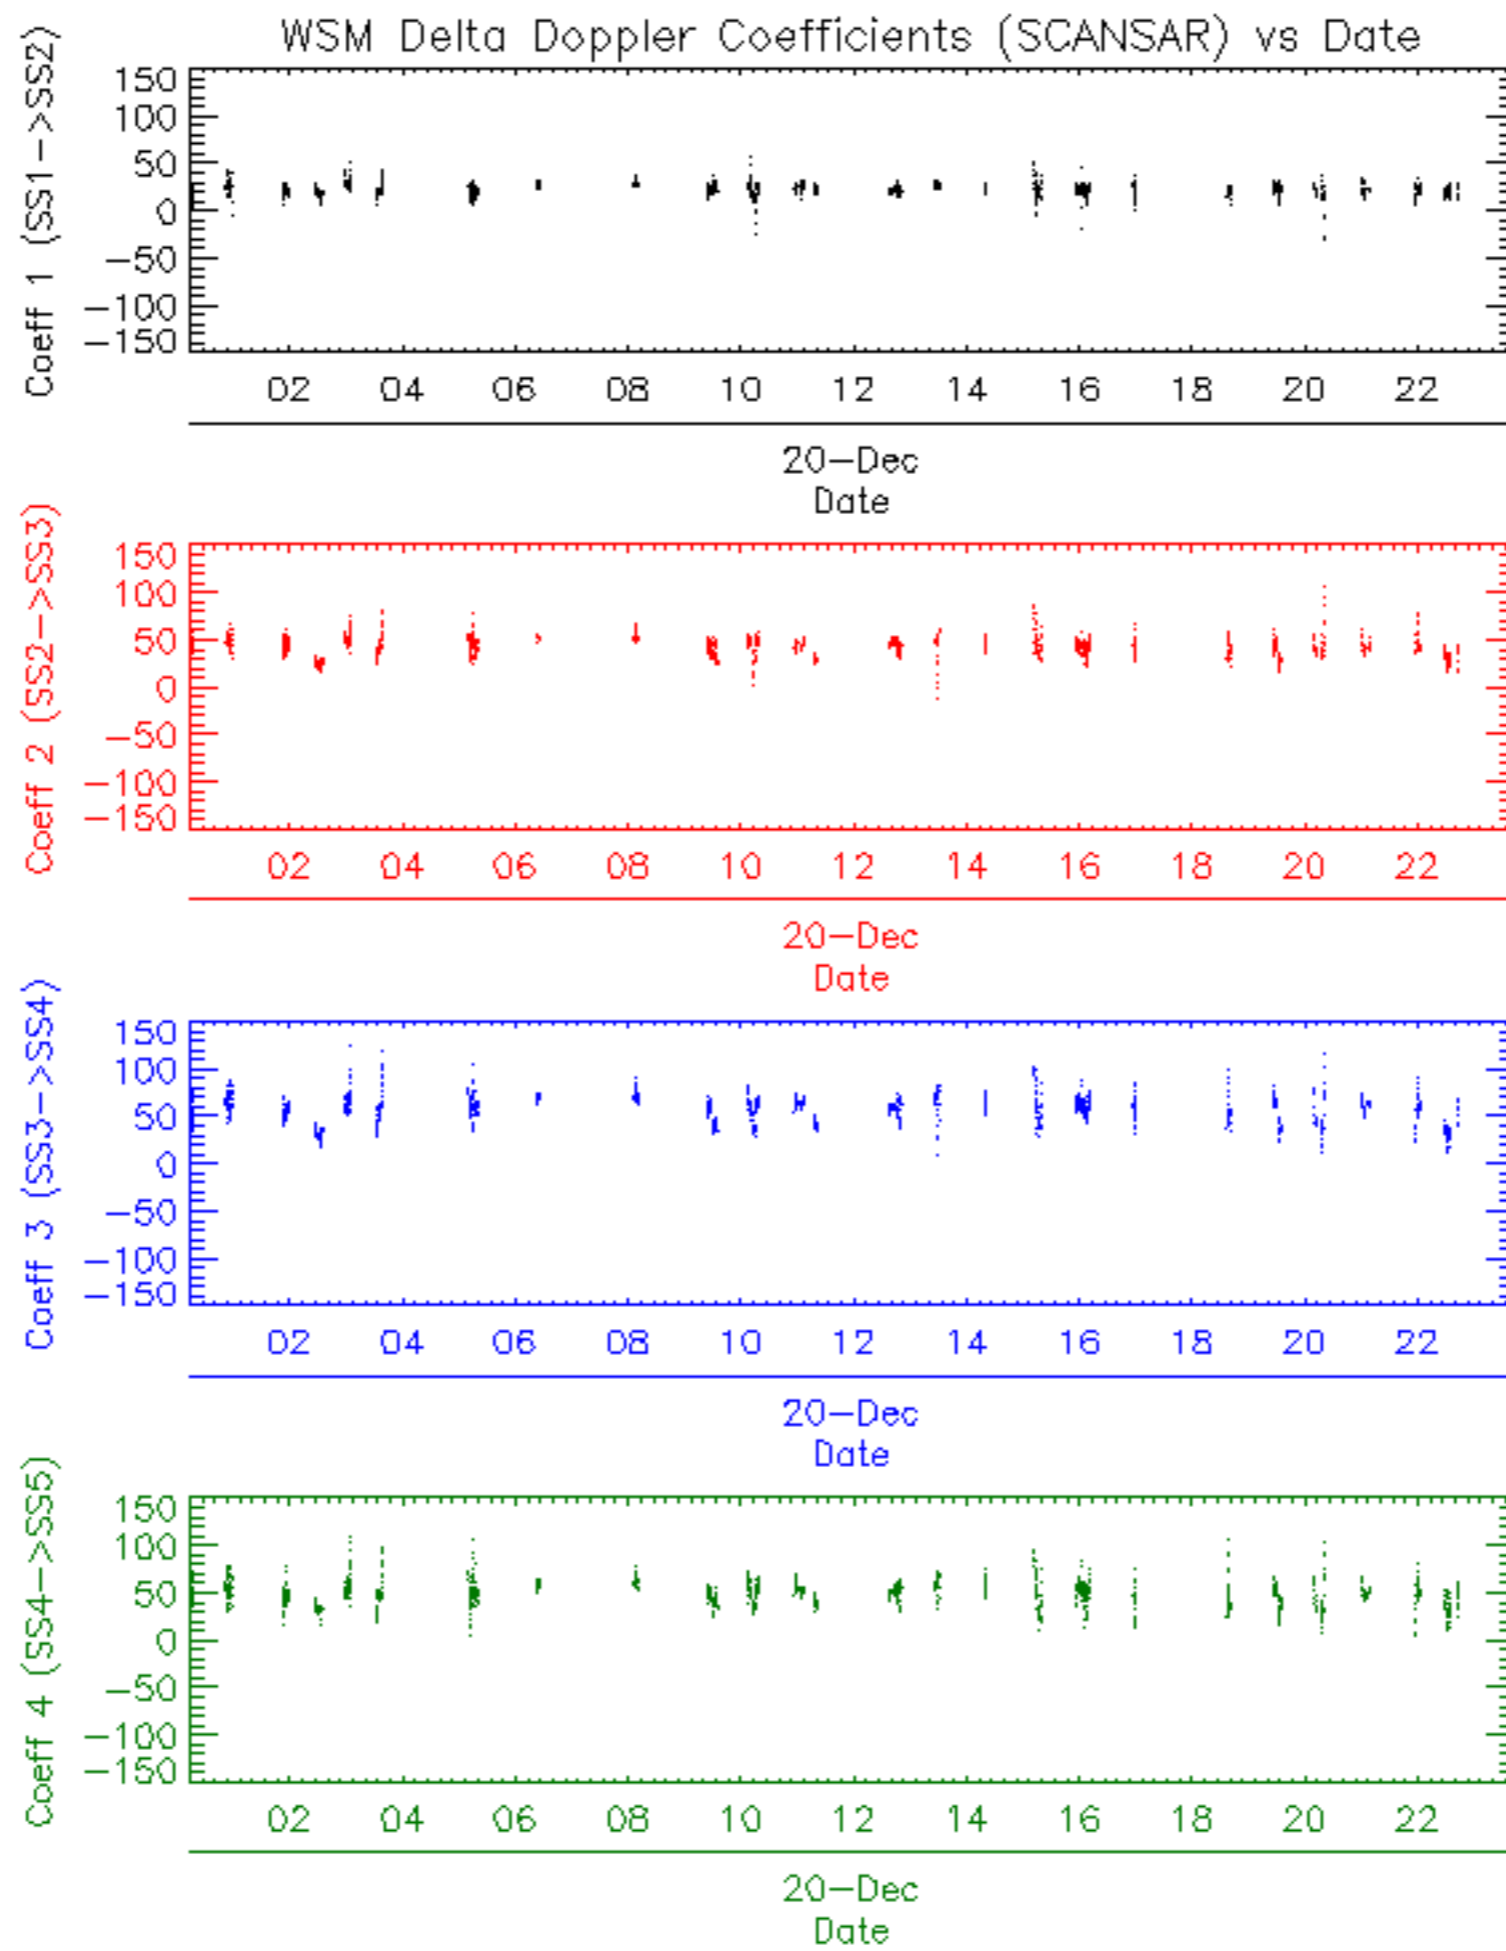 WSM Delta Doppler Coefficients (SCANSAR) vs Date
Coeff 1 (SS1->SS2)
150
100
50
0
-50
-100
-150
02 04 06 08 10 12 14 16 18 20 22
20-Dec
Date
Coeff 2 (SS2->SS3)
150
100
50
0
-50
-100
-150
02 04 06 08 10 12 14 16 18 20 22
20-Dec
Date
Coeff 3 (SS3->SS4)
150
100
50
0
-50
-100
-150
02 04 06 08 10 12 14 16 18 20 22
20-Dec
Date
Coeff 4 (SS4->SS5)
150
100
50
0
-50
-100
-150
02 04 06 08 10 12 14 16 18 20 22
20-Dec
Date